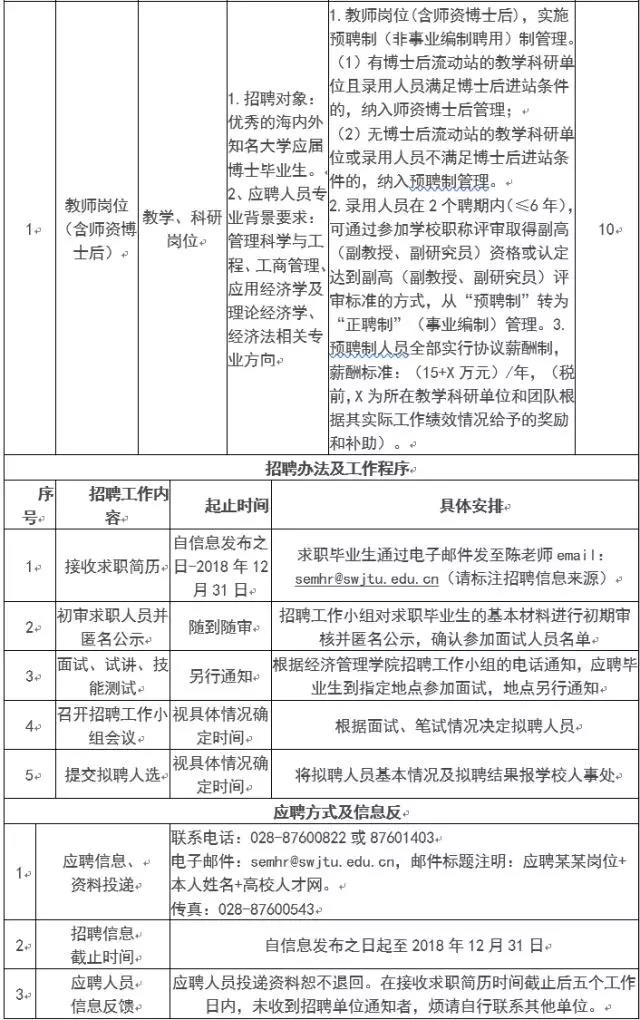 1
教师岗位
（含师资博
士后）
教学、科研
岗位
1.招聘对象：
优秀的海内外
知名大学应届
博士毕业生。
2、应聘人员专
业背景要求：
管理科学与工
程、工商管理、
应用经济学及
理论经济学、
经济法相关专
业方向
1.教师岗位(含师资博士后)，实施
预聘制（非事业编制聘用）制管理。
（1）有博士后流动站的教学科研单
位且录用人员满足博士后进站条件
的，纳入师资博士后管理；
（2）无博士后流动站的教学科研单
位或录用人员不满足博士后进站条
件的，纳入预聘制管理。
2.录用人员在2个聘期内(≤6年)，
可通过参加学校职称评审取得副高
（副教授、副研究员）资格或认定
达到副高（副教授、副研究员）评
审标准的方式，从“预聘制”转为
“正聘制”（事业编制）管理。3.
预聘制人员全部实行协议薪酬制，
薪酬标准：（15+X万元）/年，（税
前,X为所在教学科研单位和团队根
据其实际工作绩效情况给予的奖励
和补助）。
10
招聘办法及工作程序
序
号
招聘工作内
容
起止时间
具体安排
1
接收求职简历
自信息发布之
日-2018年12
月31日
求职毕业生通过电子邮件发至陈老师email：
semhr@swjtu.edu.cn（请标注招聘信息来源）
2
初审求职人员并
匿名公示
随到随审
招聘工作小组对求职毕业生的基本材料进行初期审
核并匿名公示，确认参加面试人员名单
3
面试、试讲、技
能测试
另行通知
根据经济管理学院招聘工作小组的电话通知，应聘毕
业生到指定地点参加面试，地点另行通知
4
召开招聘工作小
组会议
视具体情况确
定时间
根据面试、笔试情况决定拟聘人员
5
提交拟聘人选
视具体情况确
定时间
将拟聘人员基本情况及拟聘结果报学校人事处
应聘方式及信息反
1
应聘信息、
资料投递
联系电话：028-87600822或87601403
电子邮件：semhr@swjtu.edu.cn，邮件标题注明：应聘某某岗位+
本人姓名+高校人才网。
传真：028-87600543
2
招聘信息
截止时间
自信息发布之日起至2018年12月31日
3
应聘人员
信息反馈
应聘人员投递资料恕不退回。在接收求职简历时间截止后五个工作
日内，未收到招聘单位通知者，烦请自行联系其他单位。